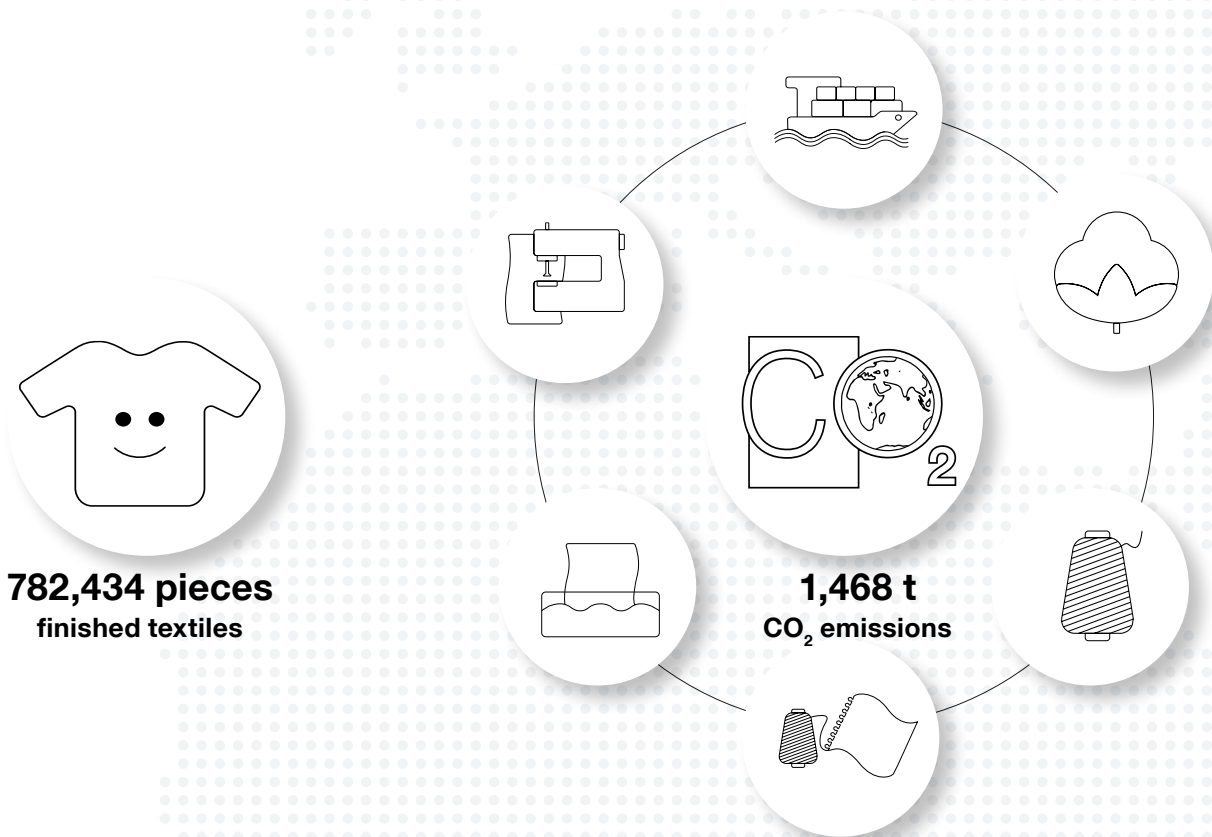 CO2
782,434 pieces
finished textiles
1,468 t
CO₂ emissions